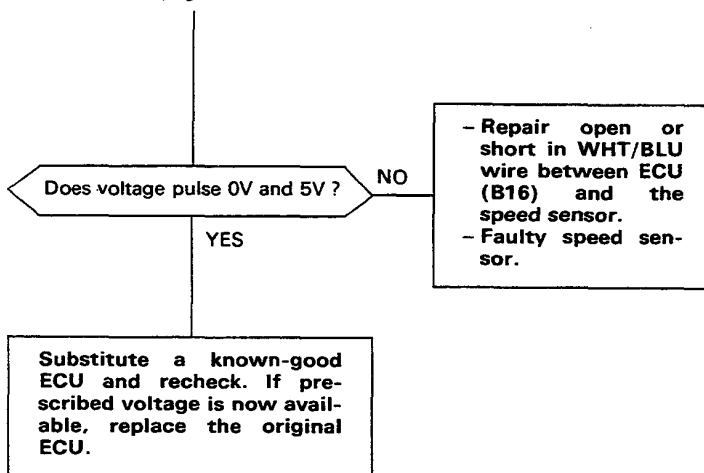 Does voltage pulse 0V and 5V ?
NO
– Repair open or
short in WHT/BLU
wire between ECU
(B16) and the
speed sensor.
– Faulty speed sen-
sor.
YES
Substitute a known-good
ECU and recheck. If pre-
scribed voltage is now avail-
able, replace the original
ECU.